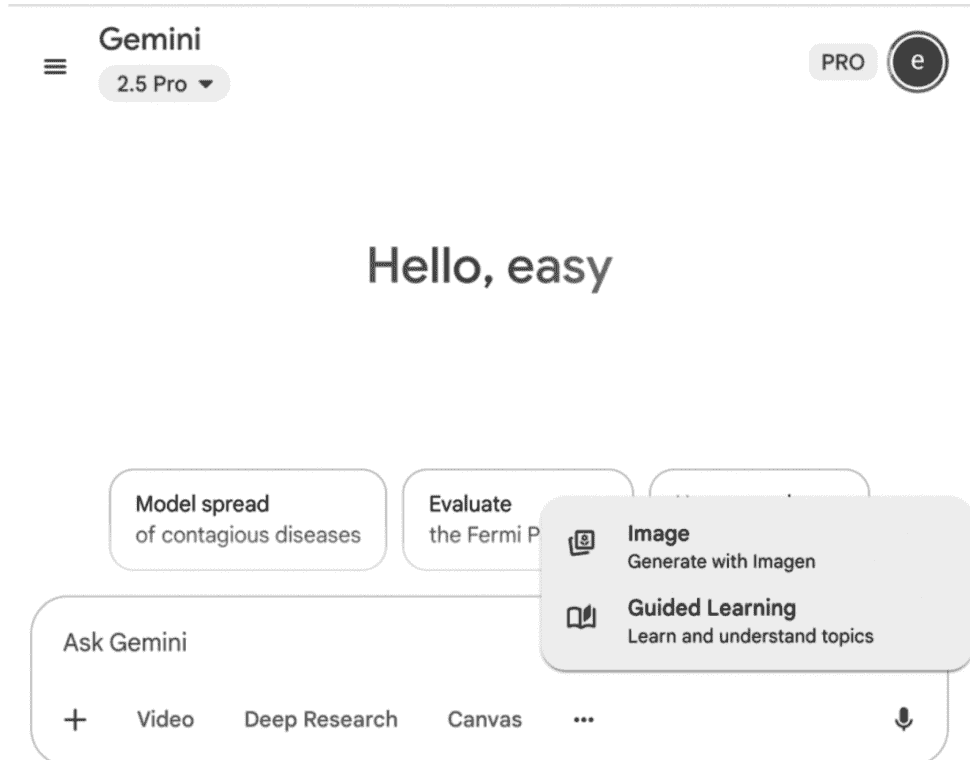 Gemini
2.5 Pro
PRO
e
Hello, easy
Model spread
of contagious diseases
Evaluate
the Fermi P
Image
Generate with Imagen
Guided Learning
Learn and understand topics
Ask Gemini
Video
Deep Research
Canvas